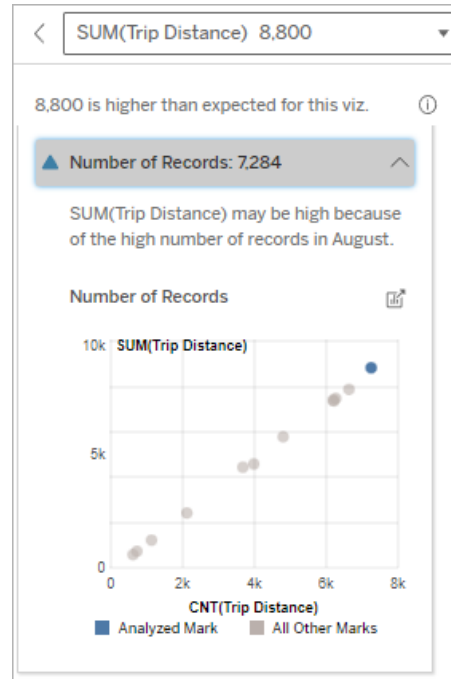 SUM(Trip Distance) 8,800
8,800 is higher than expected for this viz.
Number of Records: 7,284
SUM(Trip Distance) may be high because
of the high number of records in August.
Number of Records
10k SUM(Trip Distance)
5k
0
0 2k 4k 6k 8k
CNT(Trip Distance)
Analyzed Mark All Other Marks